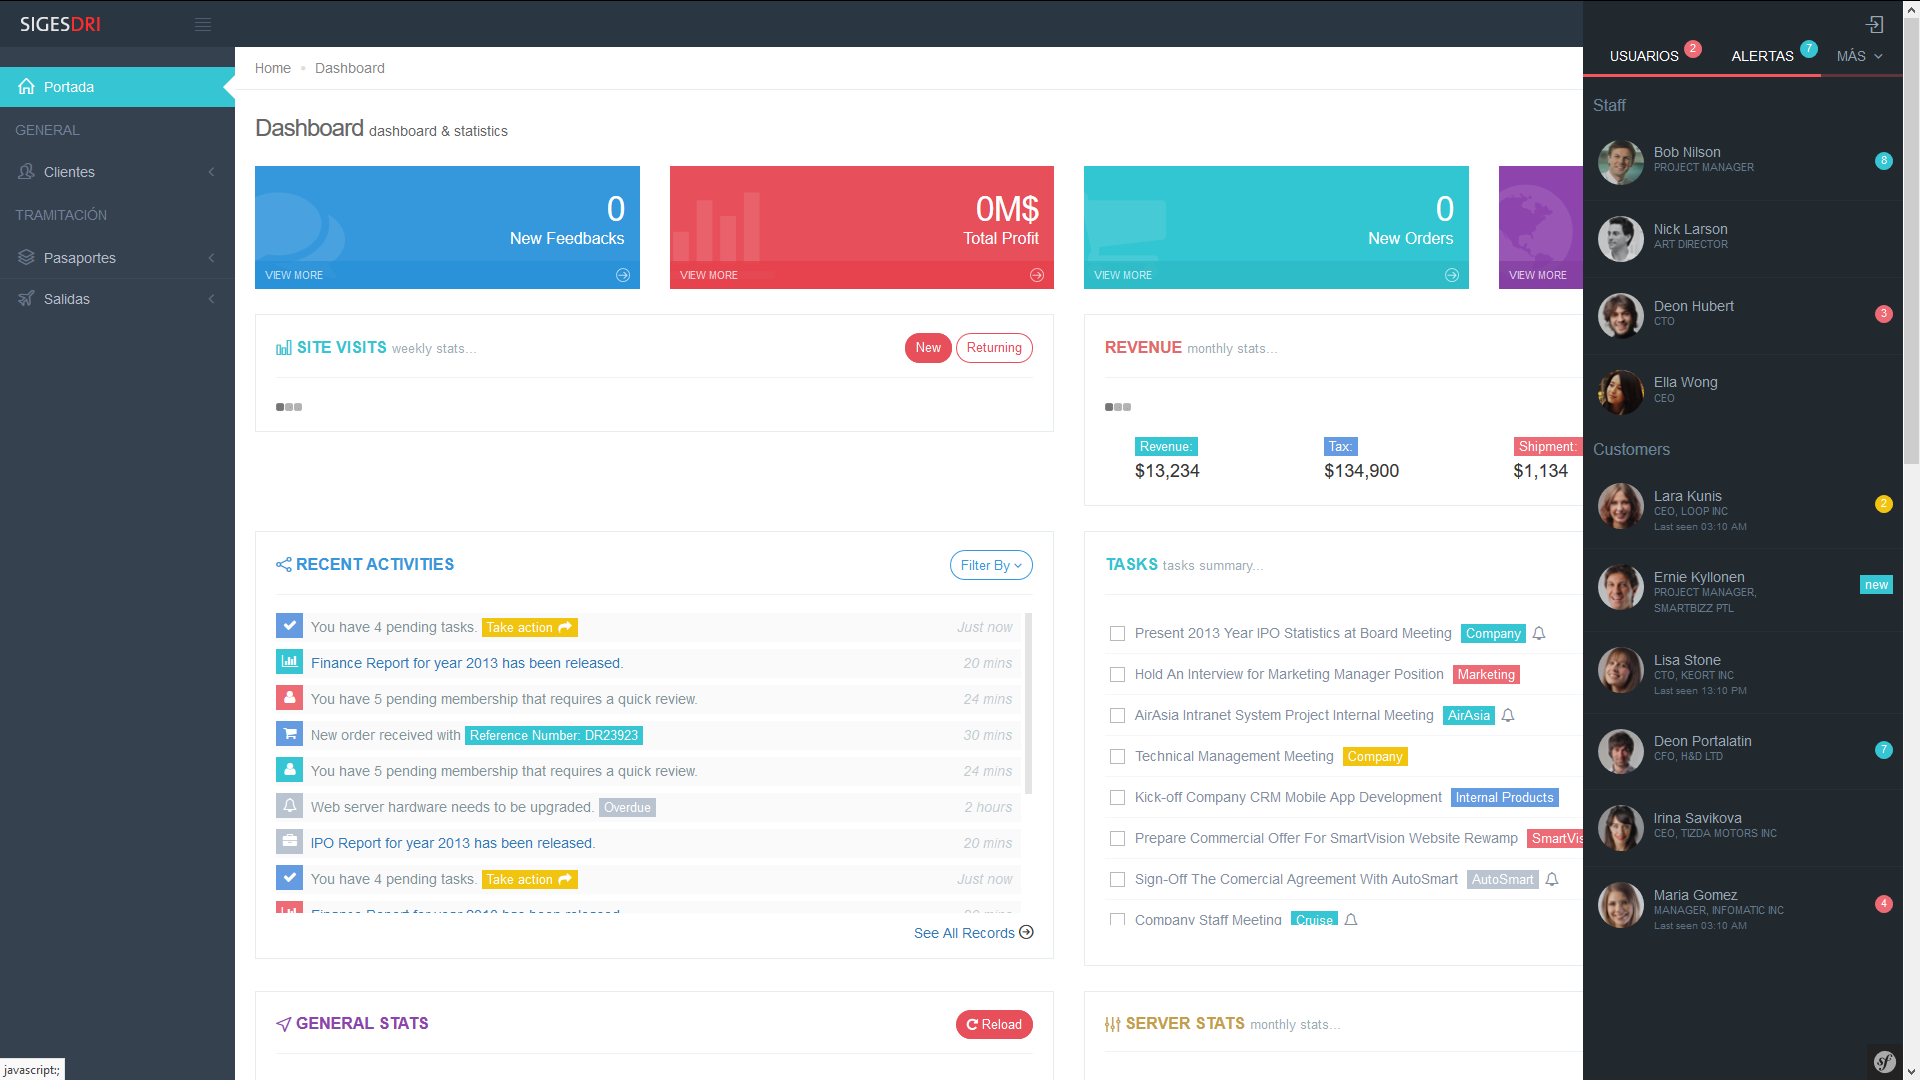 SIGESDRI
Portada
GENERAL
Clientes
TRAMITACIÓN
Pasaportes
Salidas
Home
Dashboard
Dashboard dashboard & statistics
0
New Feedbacks
VIEW MORE
0M$
Total Profit
VIEW MORE
0
New Orders
VIEW MORE
VIEW MORE
SITE VISITS weekly stats...
New
Returning
REVENUE monthly stats...
Revenue:
$13,234
Tax:
$134,900
Shipment:
$1,134
RECENT ACTIVITIES
Filter By
You have 4 pending tasks. Take action Just now
Finance Report for year 2013 has been released. 20 mins
You have 5 pending membership that requires a quick review. 24 mins
New order received with Reference Number: DR23923 30 mins
You have 5 pending membership that requires a quick review. 24 mins
Web server hardware needs to be upgraded. Overdue 2 hours
IPO Report for year 2013 has been released. 20 mins
You have 4 pending tasks. Take action Just now
See All Records
TASKS tasks summary...
Present 2013 Year IPO Statistics at Board Meeting Company
Hold An Interview for Marketing Manager Position Marketing
AirAsia Intranet System Project Internal Meeting AirAsia
Technical Management Meeting Company
Kick-off Company CRM Mobile App Development Internal Products
Prepare Commercial Offer For SmartVision Website Rewamp SmartVis
Sign-Off The Comercial Agreement With AutoSmart AutoSmart
Company Staff Meeting Cruise
GENERAL STATS
Reload
SERVER STATS monthly stats...
USUARIOS 2
ALERTAS 7
MÁS
Staff
Bob Nilson
PROJECT MANAGER
8
Nick Larson
ART DIRECTOR
Deon Hubert
CTO
3
Ella Wong
CEO
Customers
Lara Kunis
CEO, LOOP INC
Last seen 03:10 AM
2
Ernie Kyllonen
PROJECT MANAGER,
SMARTBIZZ PTL
new
Lisa Stone
CTO, KEORT INC
Last seen 13:10 PM
Deon Portalatin
CFO, H&D LTD
7
Irina Savikova
CEO, TIZDA MOTORS INC
Maria Gomez
MANAGER, INFOMATIC INC
Last seen 03:10 AM
4
javascript:;
sf